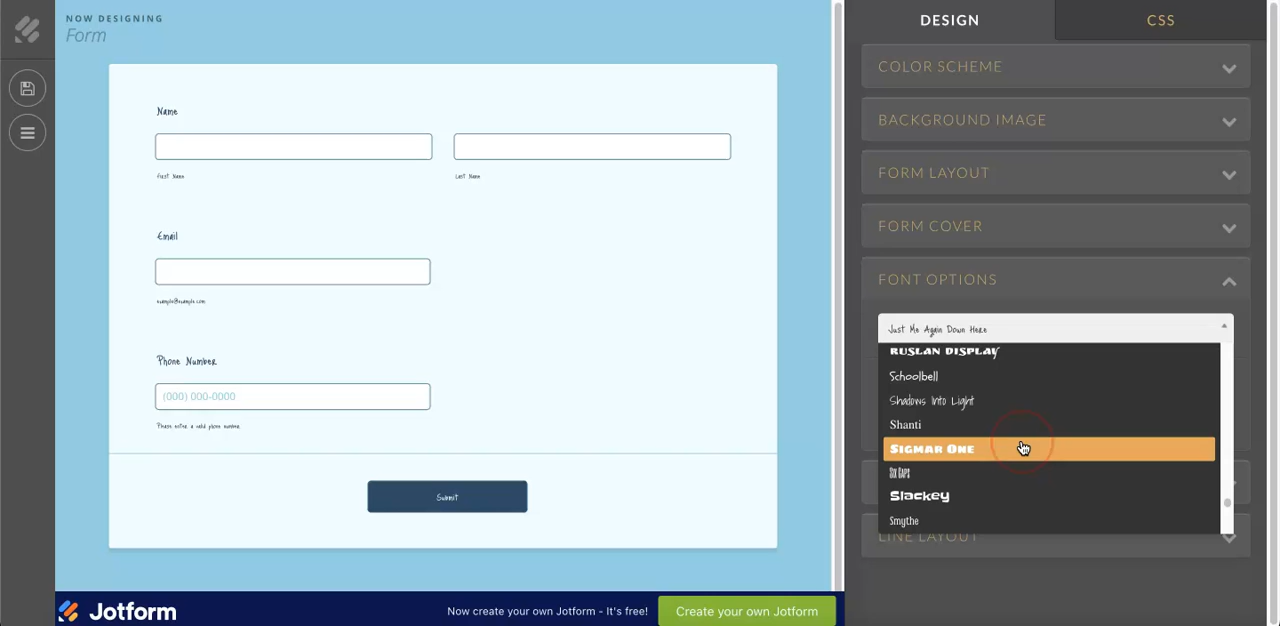 NOW DESIGNING
Form
Name
First Name
Last Name
Email
example@example.com
Phone Number
(000) 000-0000
Please enter a valid phone number.
Submit
Jotform
Now create your own Jotform - It's free!
Create your own Jotform
DESIGN
CSS
COLOR SCHEME
BACKGROUND IMAGE
FORM LAYOUT
FORM COVER
FONT OPTIONS
Just Me Again Down Here
RUSLAN DISPLAY
Schoolbell
Shadows Into Light
Shanti
SIGMAR ONE
Six Caps
Slackey
Smythe
LINE LAYOUT